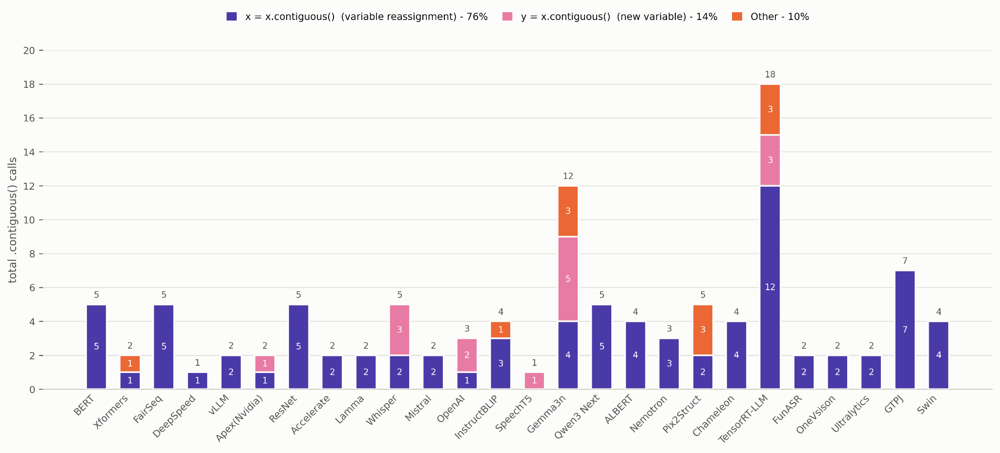 x = x.contiguous()  (variable reassignment) - 76%
y = x.contiguous()  (new variable) - 14%
Other - 10%
total .contiguous() calls
20
18
16
14
12
10
8
6
4
2
0
5
2
5
1
2
2
5
2
2
5
2
3
4
1
12
5
4
3
5
4
18
2
2
2
7
4
5
1
1
5
1
2
1
1
5
2
2
3
2
2
2
1
1
3
1
3
5
4
5
4
3
3
2
4
3
3
12
2
2
2
7
4
BERT
Xformers
FairSeq
DeepSpeed
vLLM
Apex(Nvidia)
ResNet
Accelerate
Lamma
Whisper
Mistral
OpenAI
InstructBLIP
SpeechT5
Gemma3n
Qwen3 Next
ALBERT
Nemotron
Pix2Struct
Chameleon
TensorRT-LLM
FunASR
OneVsison
Ultralytics
GTPJ
Swin